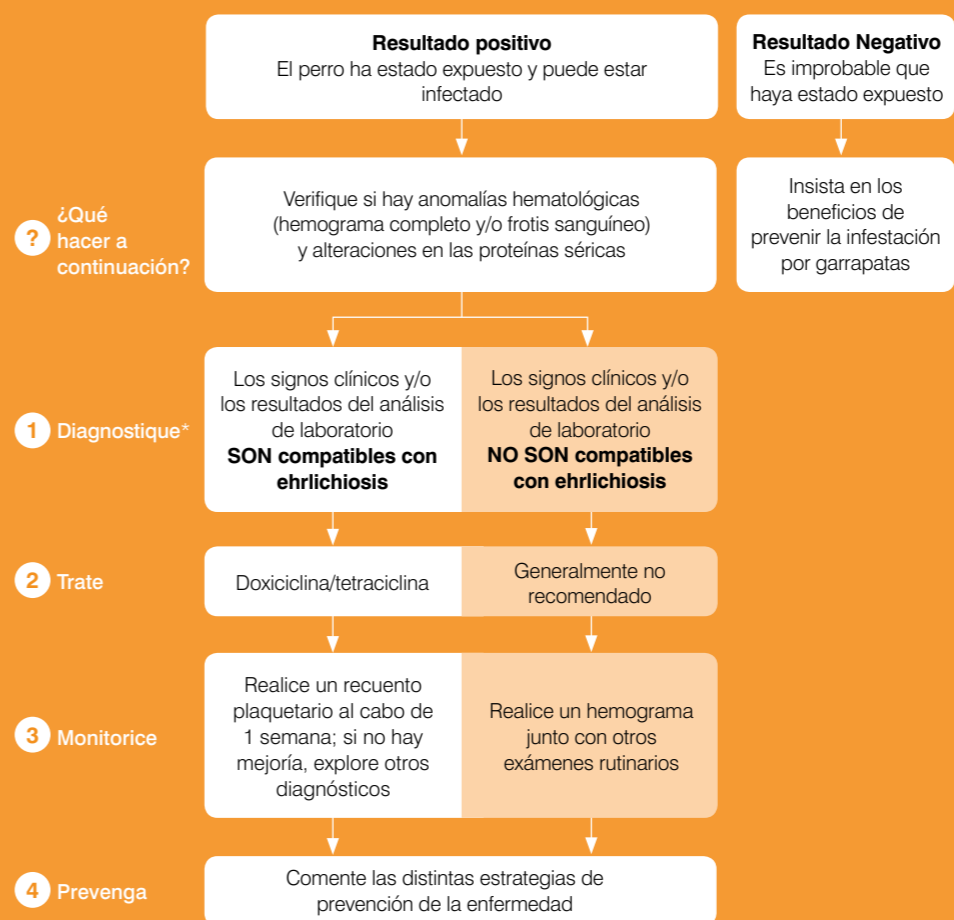 Resultado positivo
El perro ha estado expuesto y puede estar
infectado
Resultado Negativo
Es improbable que
haya estado expuesto
?
¿Qué
hacer a
continuación?
Verifique si hay anomalías hematológicas
(hemograma completo y/o frotis sanguíneo)
y alteraciones en las proteínas séricas
Insista en los
beneficios de
prevenir la infestación
por garrapatas
1 Diagnostique*
Los signos clínicos y/o
los resultados del análisis
de laboratorio
SON compatibles con
ehrlichiosis
Los signos clínicos y/o
los resultados del análisis
de laboratorio
NO SON compatibles
con ehrlichiosis
2 Trate
Doxiciclina/tetraciclina
Generalmente no
recomendado
3 Monitorice
Realice un recuento
plaquetario al cabo de
1 semana; si no hay
mejoría, explore otros
diagnósticos
Realice un hemograma
junto con otros
exámenes rutinarios
4 Prevenga
Comente las distintas estrategias de
prevención de la enfermedad